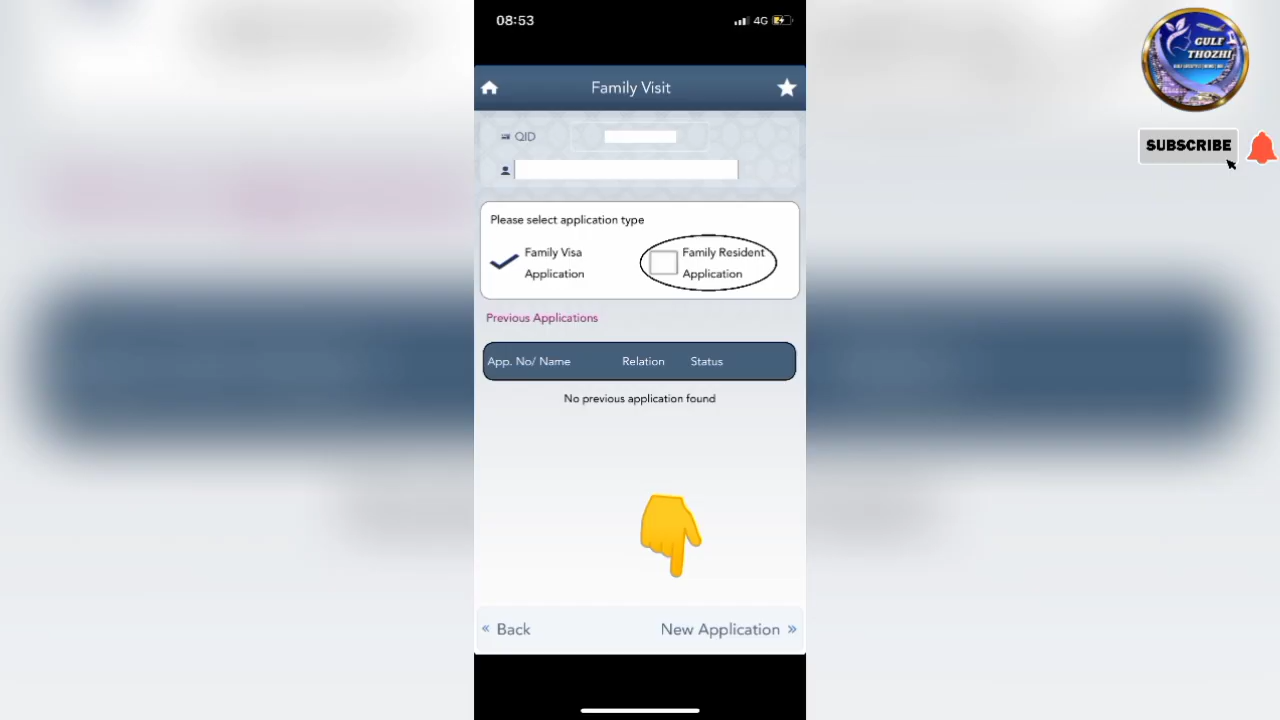 08:53
4G
Family Visit
QID
Please select application type
Family Visa
Application
Family Resident
Application
Previous Applications
App. No/ Name Relation Status
No previous application found
« Back
New Application »
GULF
THOZHI
SUBSCRIBE